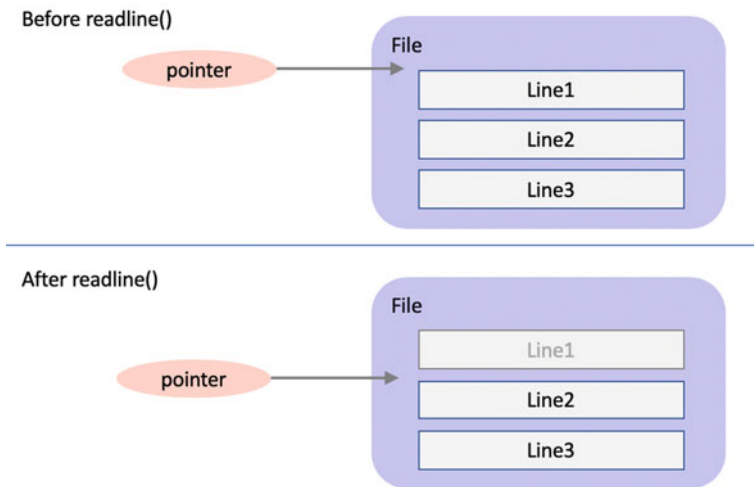 Before readline()
File
pointer
Line1
Line2
Line3
After readline()
File
Line1
pointer
Line2
Line3